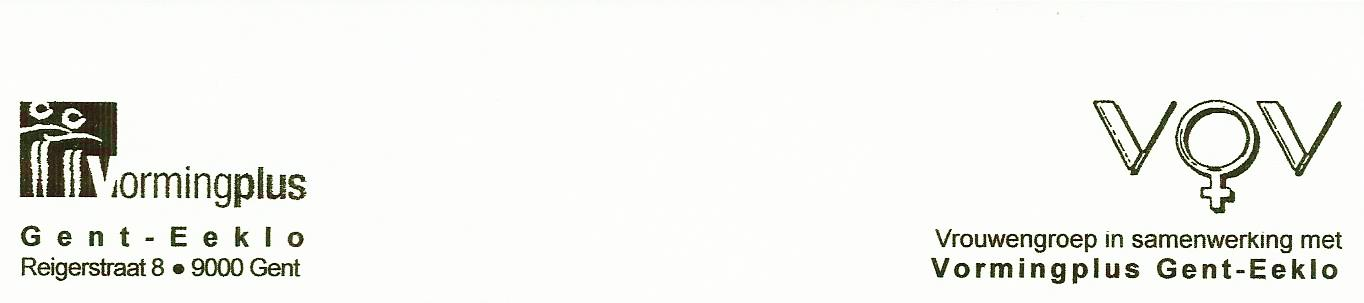 Vormingplus
Gent-Eeklo
Reigerstraat 8 • 9000 Gent
VOV
Vrouwengroep in samenwerking met
Vormingplus Gent-Eeklo